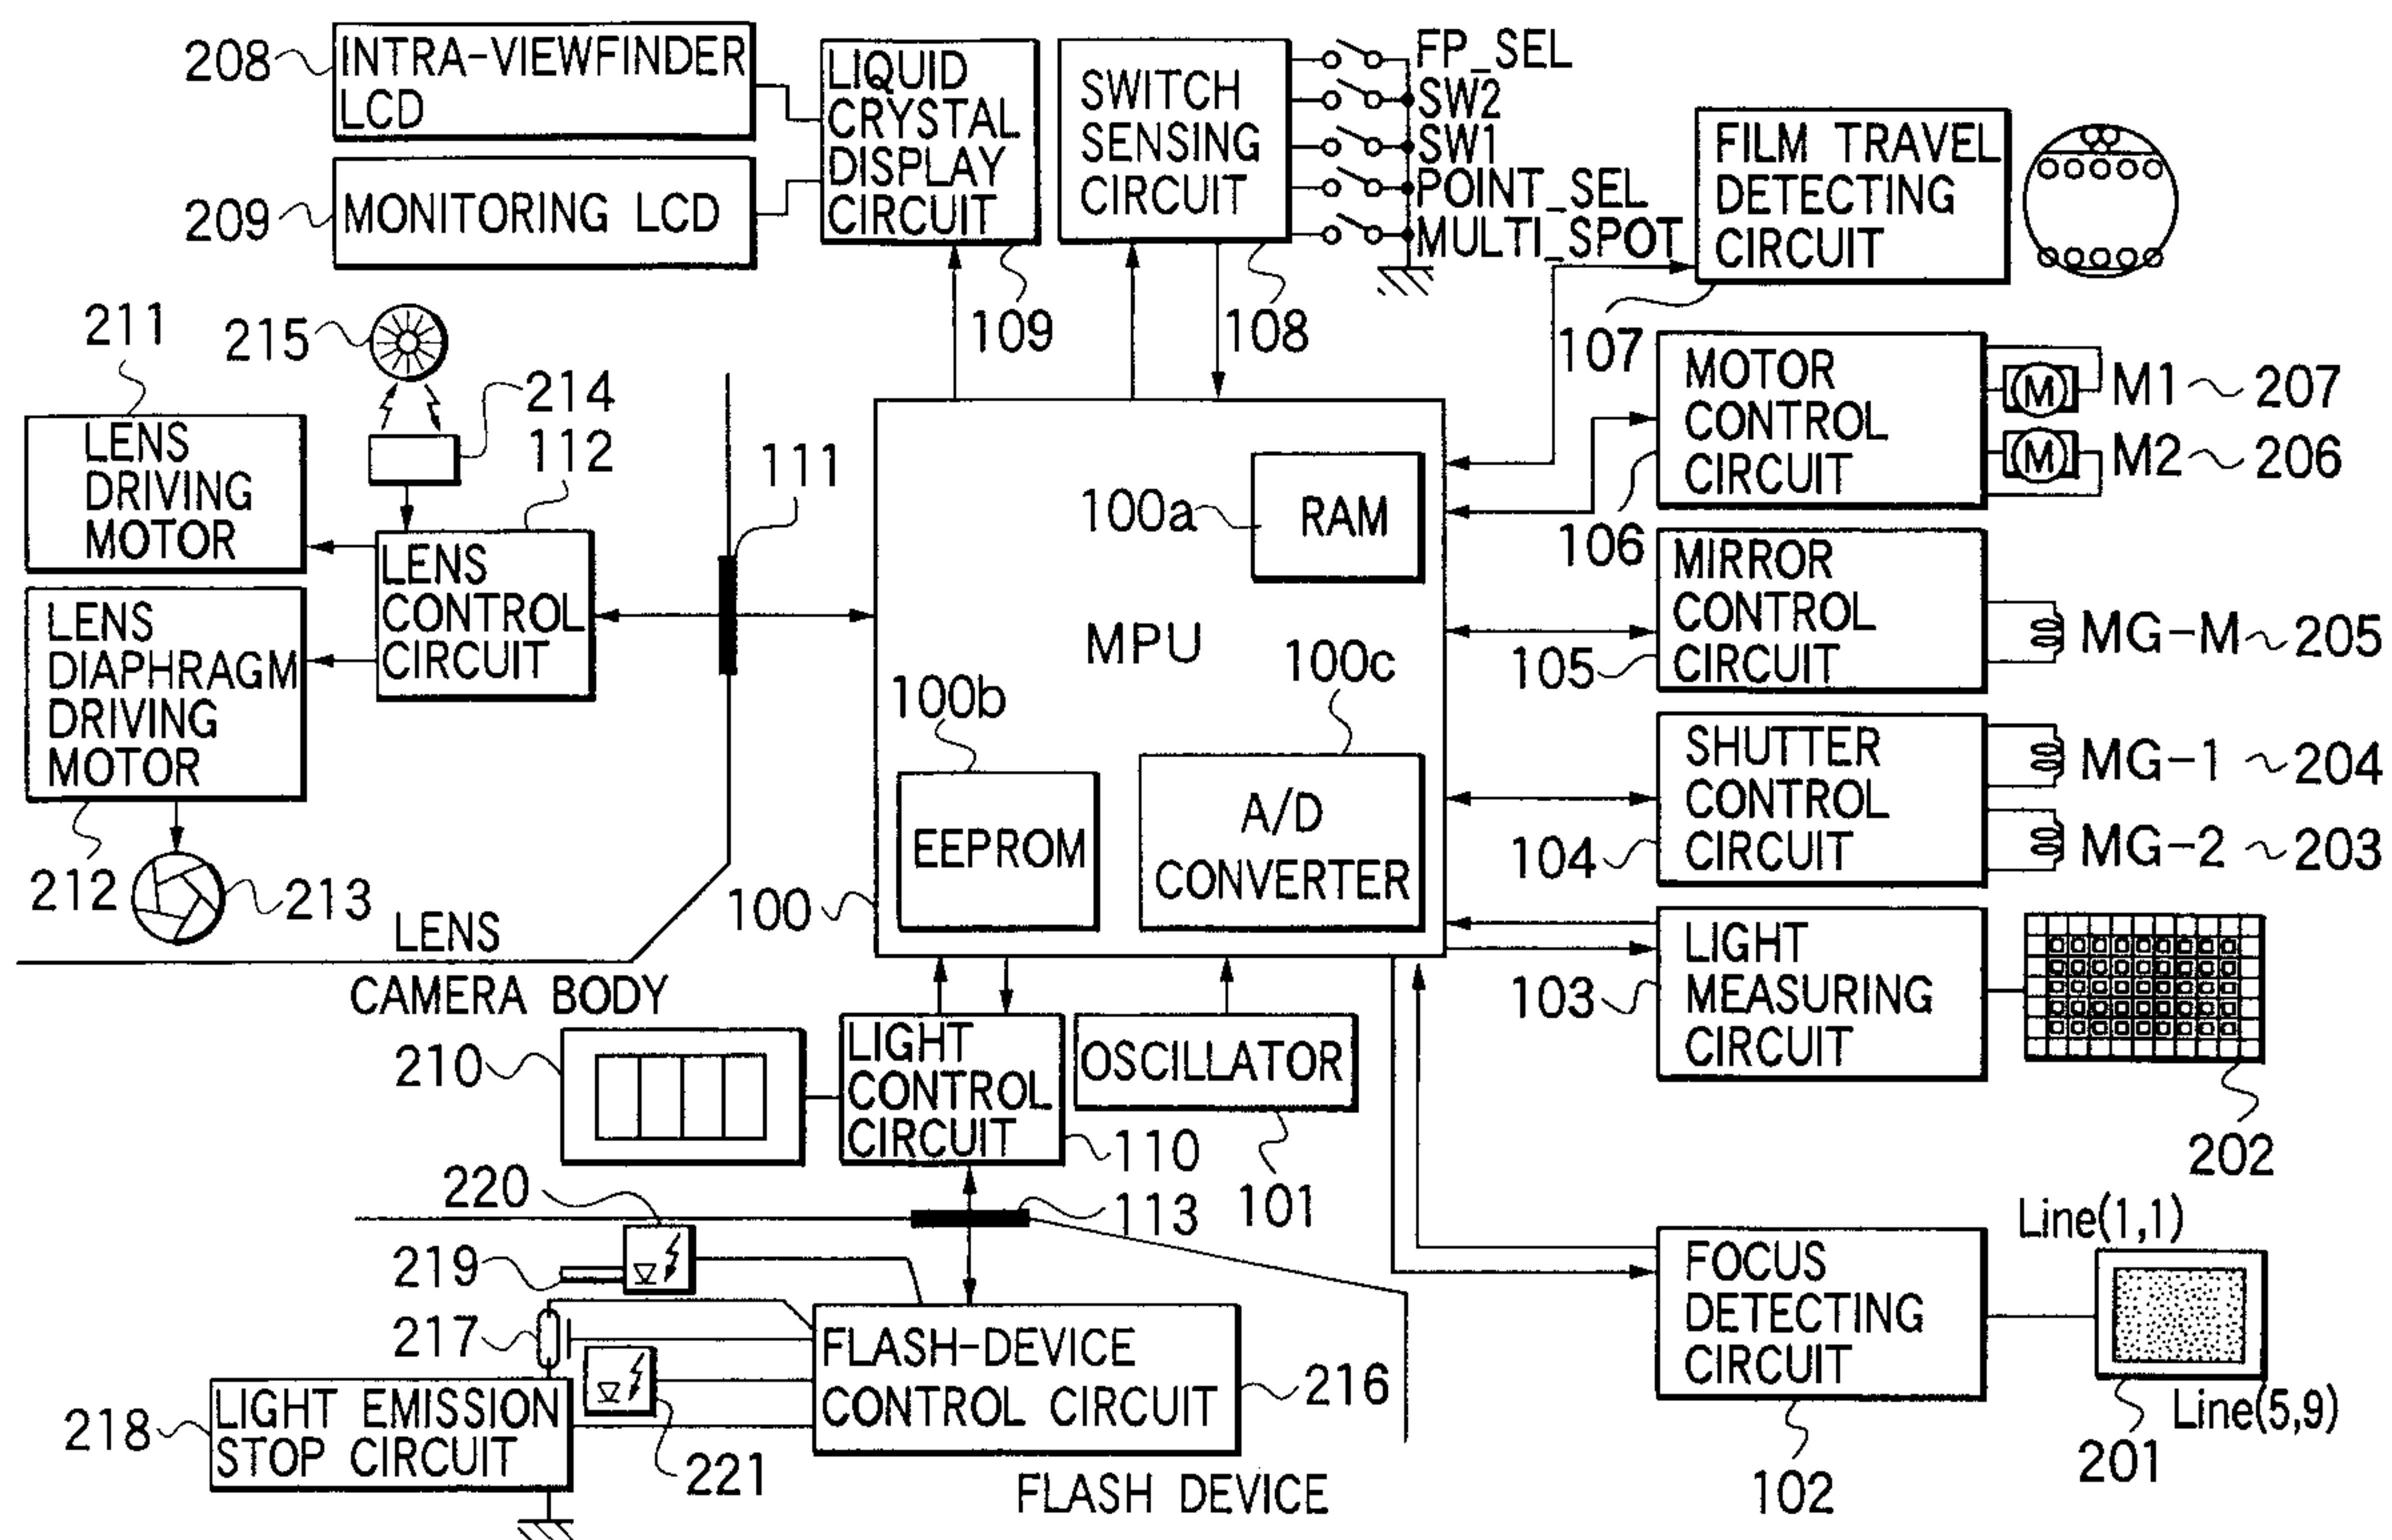 208
INTRA-VIEWFINDER
LCD
209
MONITORING LCD
LIQUID
CRYSTAL
DISPLAY
CIRCUIT
109
SWITCH
SENSING
CIRCUIT
108
FP_SEL
SW2
SW1
POINT_SEL
MULTI_SPOT
FILM TRAVEL
DETECTING
CIRCUIT
107
211
215
214
112
111
LENS
DRIVING
MOTOR
LENS
CONTROL
CIRCUIT
LENS
DIAPHRAGM
DRIVING
MOTOR
212
213
LENS
CAMERA BODY
100a
RAM
MPU
100b
EEPROM
100c
A/D
CONVERTER
100
MOTOR
CONTROL
CIRCUIT
106
M
M1
207
M
M2
206
MIRROR
CONTROL
CIRCUIT
105
MG-M
205
SHUTTER
CONTROL
CIRCUIT
104
MG-1
204
MG-2
203
LIGHT
MEASURING
CIRCUIT
103
202
210
LIGHT
CONTROL
CIRCUIT
110
OSCILLATOR
101
113
220
219
217
218
LIGHT EMISSION
STOP CIRCUIT
221
FLASH-DEVICE
CONTROL CIRCUIT
216
FLASH DEVICE
FOCUS
DETECTING
CIRCUIT
102
Line(1,1)
Line(5,9)
201